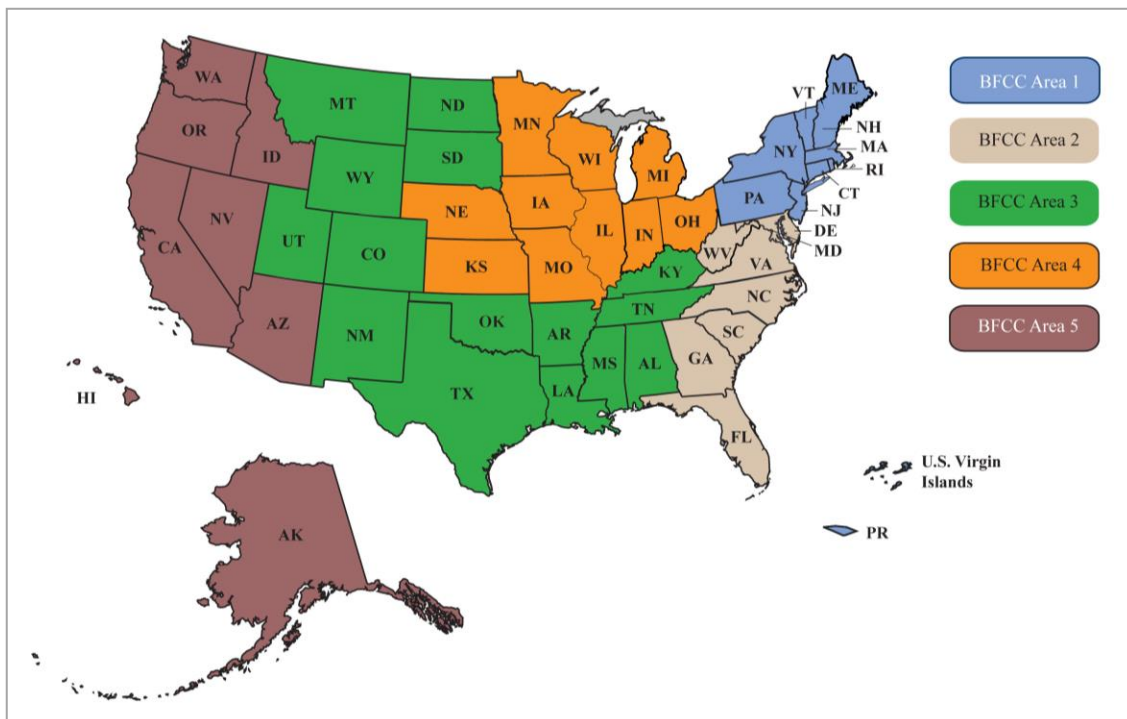 WA
MT
ND
MN
VT
ME
OR
ID
SD
WI
NH
MA
NY
MI
RI
WY
CT
PA
IA
NE
NJ
NV
OH
IL
IN
DE
UT
MD
CA
CO
WV
KS
MO
VA
KY
NC
TN
AZ
OK
NM
AR
SC
MS
AL
GA
TX
LA
HI
FL
U.S. Virgin
Islands
PR
AK
BFCC Area 1
BFCC Area 2
BFCC Area 3
BFCC Area 4
BFCC Area 5